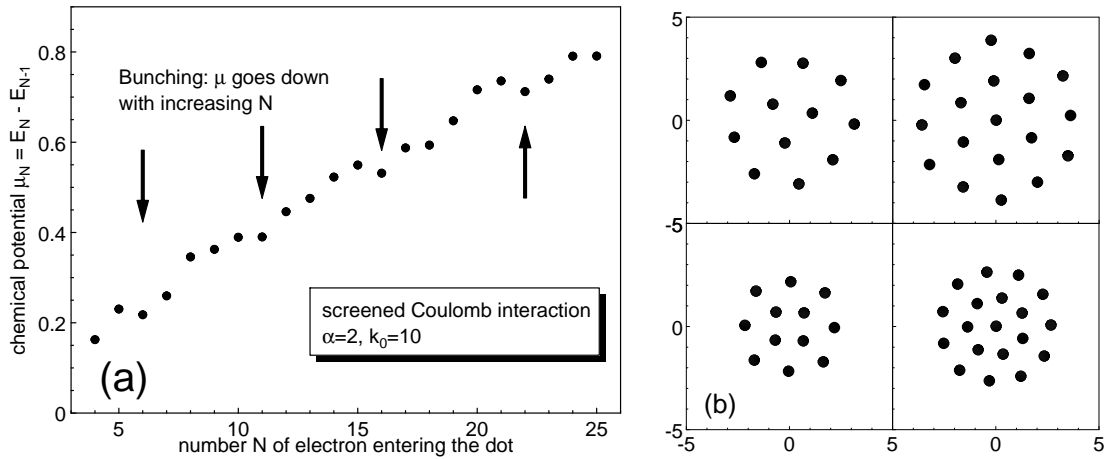 chemical potential μN = EN - EN-1
0.8
0.6
0.4
0.2
0
Bunching: μ goes down
with increasing N
screened Coulomb interaction
α=2, k0=10
(a)
5
10
15
20
25
number N of electron entering the dot
5
0
-5
5
0
-5
(b)
-5
0
5
-5
0
5